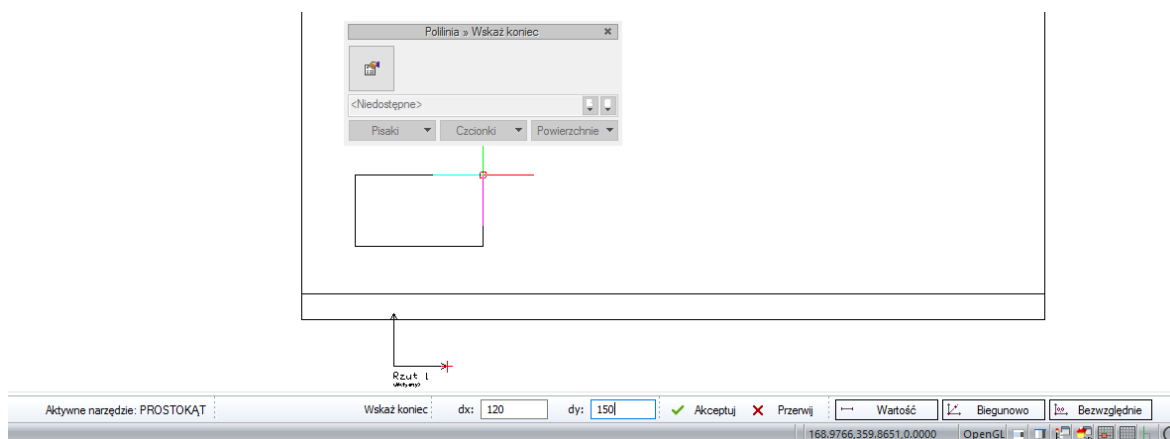 Polilinia » Wskaż koniec
<Niedostępne>
Pisaki Czcionki Powierzchnie
Rzut 1
Aktywne narzędzie: PROSTOKĄT Wskaż koniec dx: 120 dy: 150 Akceptuj Przerwij Wartość Biegunowo Bezwzględnie
168.9766,359.8651,0.0000 OpenGL